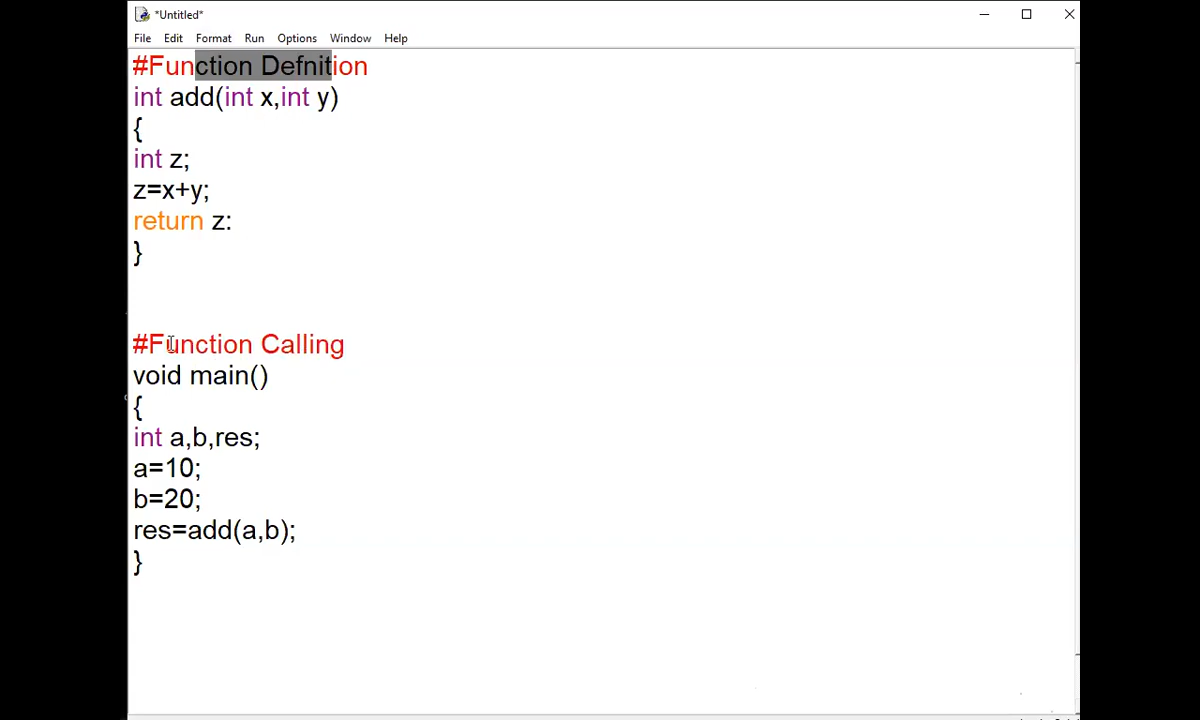 *Untitled*
File Edit Format Run Options Window Help
#Function Defnition
int add(int x,int y)
{
int z;
z=x+y;
return z:
}
#Function Calling
void main()
{
int a,b,res;
a=10;
b=20;
res=add(a,b);
}